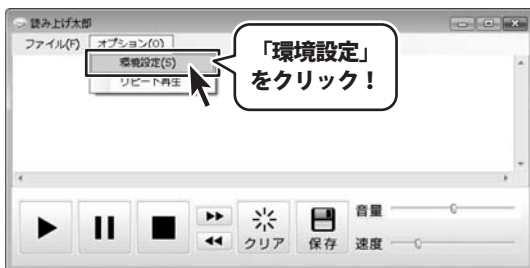 読み上げ太郎
ファイル(F) オプション(O)
環境設定(S)
リピート再生
「環境設定」
をクリック！
クリア
保存
音量
速度